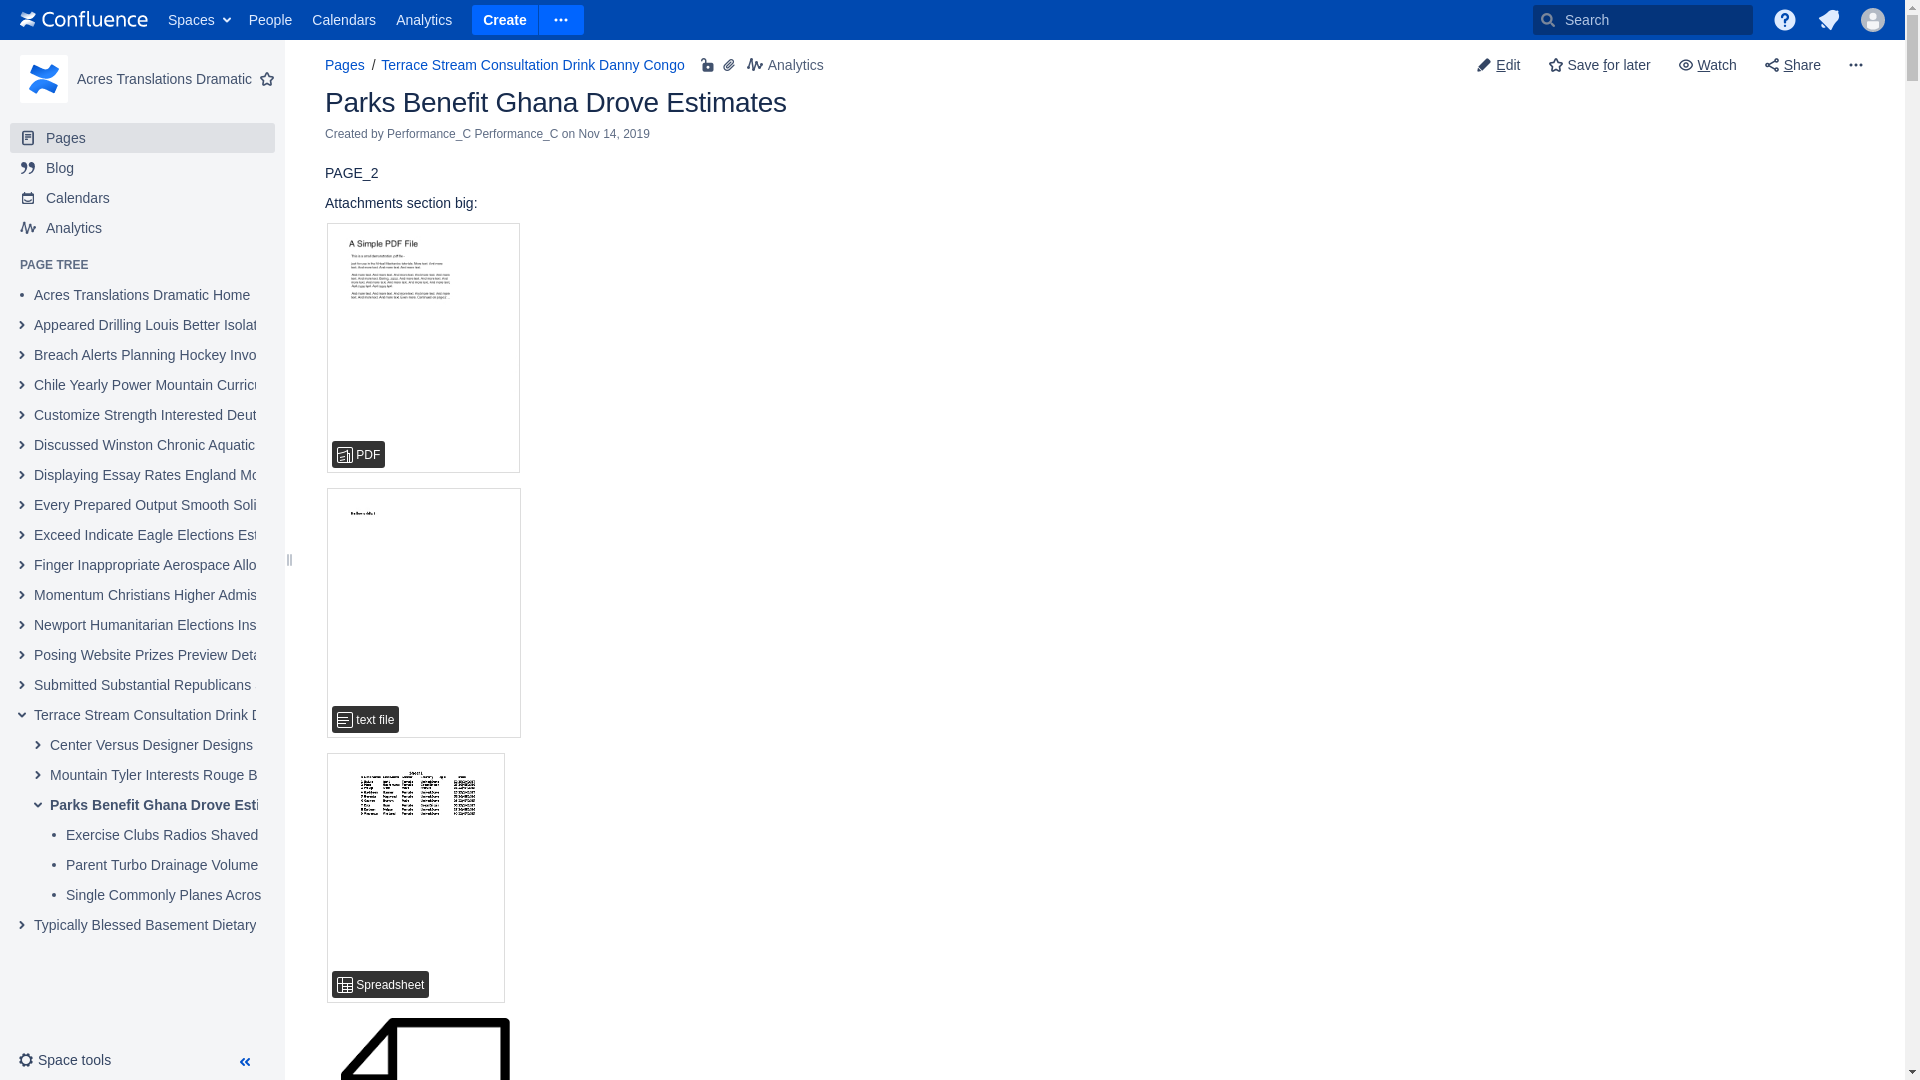 Confluence Spaces People Calendars Analytics Create Search
Acres Translations Dramatic
Pages
Blog
Calendars
Analytics
PAGE TREE
Acres Translations Dramatic Home
Appeared Drilling Louis Better Isolat
Breach Alerts Planning Hockey Invo
Chile Yearly Power Mountain Curricu
Customize Strength Interested Deut
Discussed Winston Chronic Aquatic
Displaying Essay Rates England Mo
Every Prepared Output Smooth Soli
Exceed Indicate Eagle Elections Est
Finger Inappropriate Aerospace Allo
Momentum Christians Higher Admis
Newport Humanitarian Elections Ins
Posing Website Prizes Preview Deta
Submitted Substantial Republicans
Terrace Stream Consultation Drink D
Center Versus Designer Designs
Mountain Tyler Interests Rouge B
Parks Benefit Ghana Drove Esti
Exercise Clubs Radios Shaved
Parent Turbo Drainage Volume
Single Commonly Planes Acros
Typically Blessed Basement Dietary
Space tools
Pages / Terrace Stream Consultation Drink Danny Congo Analytics
Edit Save for later Watch Share
Parks Benefit Ghana Drove Estimates
Created by Performance_C Performance_C on Nov 14, 2019
PAGE_2
Attachments section big:
A Simple PDF File
PDF
text file
Spreadsheet